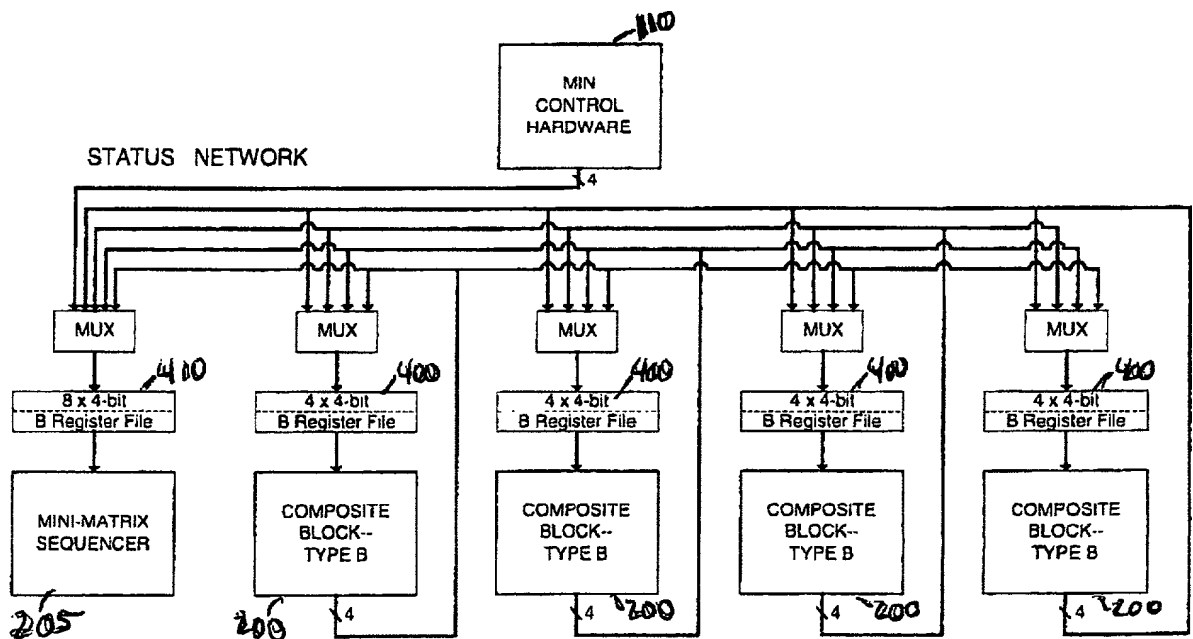 110
MIN
CONTROL
HARDWARE
STATUS NETWORK
4
MUX
MUX
MUX
MUX
MUX
410
400
400
400
400
8 x 4-bit
B Register File
4 x 4-bit
B Register File
4 x 4-bit
B Register File
4 x 4-bit
B Register File
4 x 4-bit
B Register File
MINI-MATRIX
SEQUENCER
COMPOSITE
BLOCK--
TYPE B
COMPOSITE
BLOCK--
TYPE B
COMPOSITE
BLOCK--
TYPE B
COMPOSITE
BLOCK--
TYPE B
205
200
4
4
200
4
200
4
200